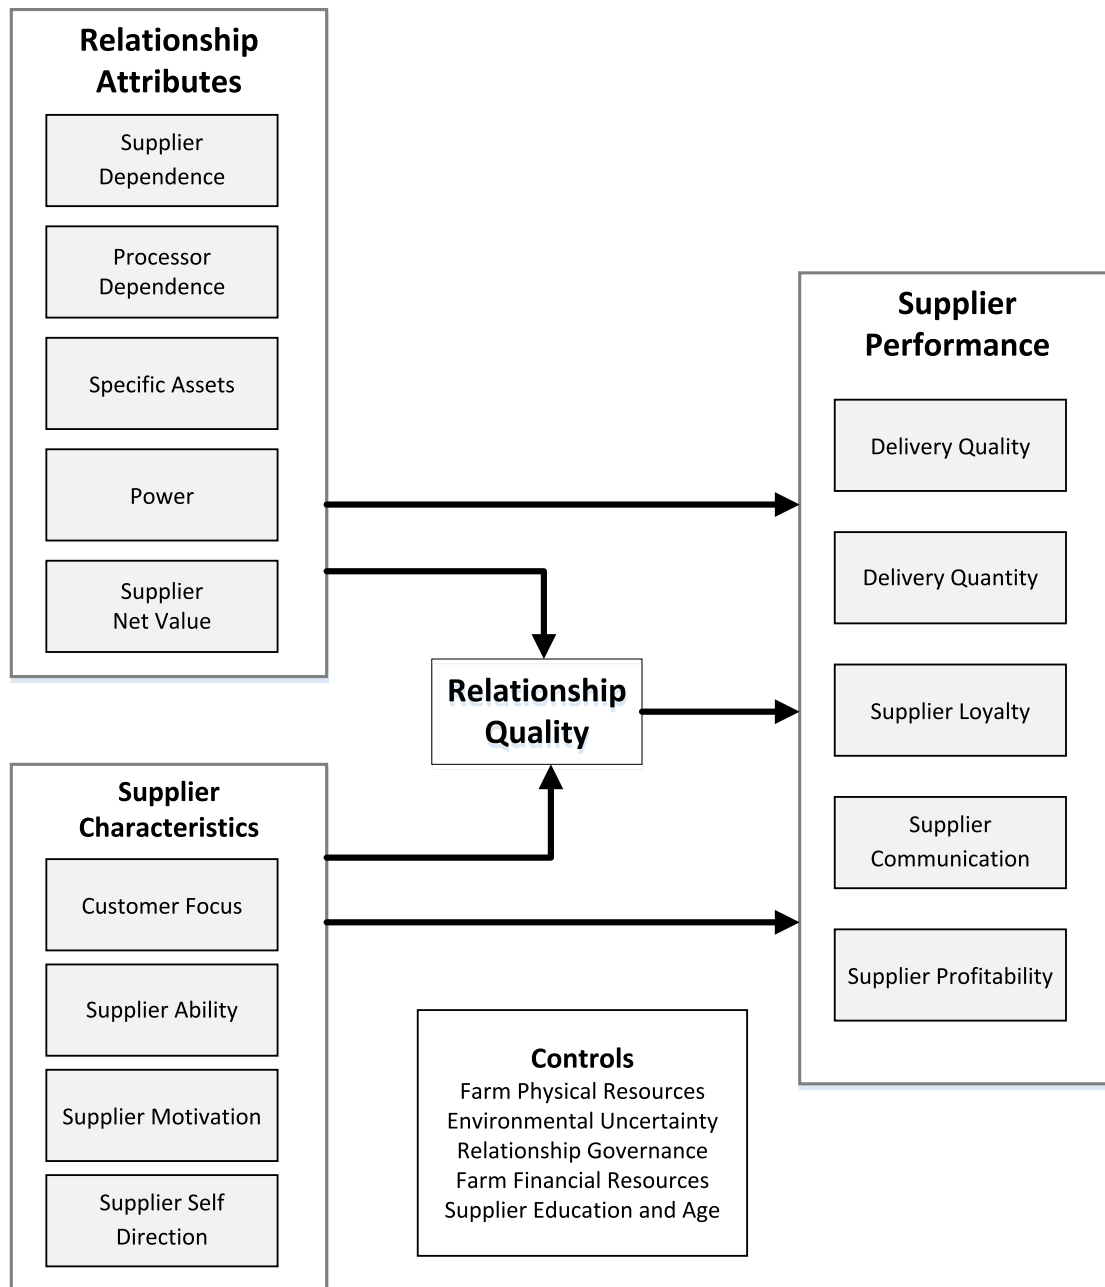 Relationship
Attributes
Supplier
Dependence
Processor
Dependence
Specific Assets
Power
Supplier
Net Value
Supplier
Characteristics
Customer Focus
Supplier Ability
Supplier Motivation
Supplier Self
Direction
Relationship
Quality
Controls
Farm Physical Resources
Environmental Uncertainty
Relationship Governance
Farm Financial Resources
Supplier Education and Age
Supplier
Performance
Delivery Quality
Delivery Quantity
Supplier Loyalty
Supplier
Communication
Supplier Profitability